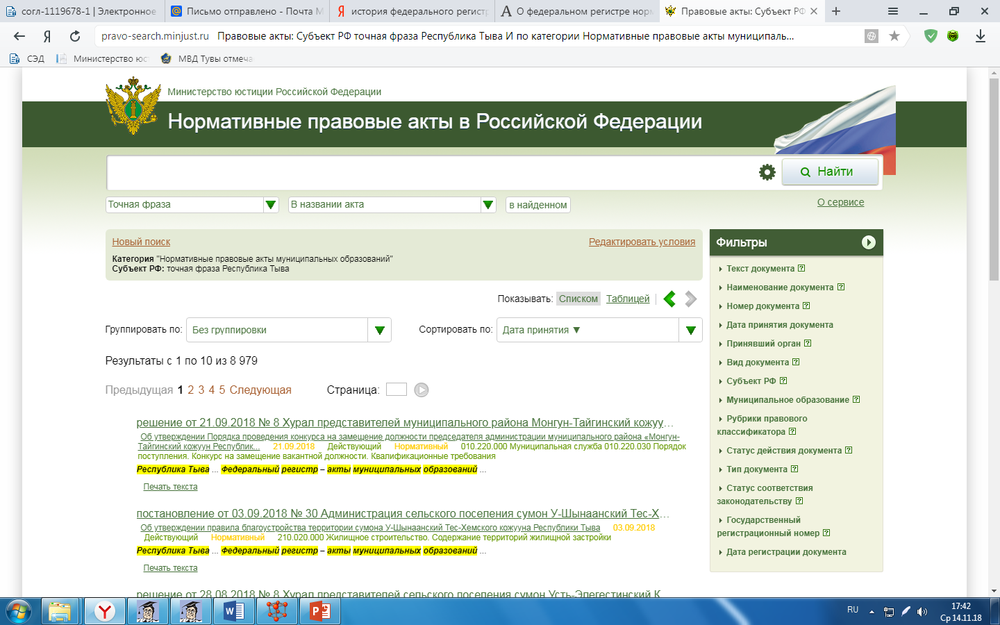 согл-1119678-1 | Электронное
Письмо отправлено - Почта M
история федерального регистр
О федеральном регистре норм
Правовые акты: Субъект РФ
pravo-search.minjust.ru Правовые акты: Субъект РФ точная фраза Республика Тыва И по категории Нормативные правовые акты муниципаль...
СЭД Министерство юст МВД Тувы отмеча
Министерство юстиции Российской Федерации
Нормативные правовые акты в Российской Федерации
Найти
Точная фраза В названии акта в найденном О сервисе
Новый поиск Редактировать условия
Категория "Нормативные правовые акты муниципальных образований"
Субъект РФ: точная фраза Республика Тыва
Показывать: Списком Таблицей
Группировать по: Без группировки Сортировать по: Дата принятия ▼
Результаты с 1 по 10 из 8 979
Предыдущая 1 2 3 4 5 Следующая Страница:
решение от 21.09.2018 № 8 Хурал представителей муниципального района Монгун-Тайгинский кожуу…
Об утверждении Порядка проведения конкурса на замещение должности председателя администрации муниципального района «Монгун-
Тайгинский кожуун Республик... 21.09.2018 Действующий Нормативный 010.220.000 Муниципальная служба 010.220.030 Порядок
поступления. Конкурс на замещение вакантной должности. Квалификационные требования
Республика Тыва ... Федеральный регистр – акты муниципальных образований ...
Печать текста
постановление от 03.09.2018 № 30 Администрация сельского поселения сумон У-Шынаанский Тес-Х…
Об утверждении правила благоустройства территории сумона У-Шынаанский Тес-Хемского кожууна Республики Тыва 03.09.2018
Действующий Нормативный 210.020.000 Жилищное строительство. Содержание территорий жилищной застройки
Республика Тыва ... Федеральный регистр – акты муниципальных образований ...
Печать текста
решение от 28.08.2018 № 8 Хурал представителей сельского поселения сумон Усть-Элегестинский К…
Фильтры
Текст документа ?
Наименование документа ?
Номер документа ?
Дата принятия документа
Принявший орган ?
Вид документа ?
Субъект РФ ?
Муниципальное образование ?
Рубрики правового
классификатора ?
Статус действия документа ?
Тип документа ?
Статус соответствия
законодательству ?
Государственный
регистрационный номер ?
Дата регистрации документа
RU
17:42
Ср 14.11.18